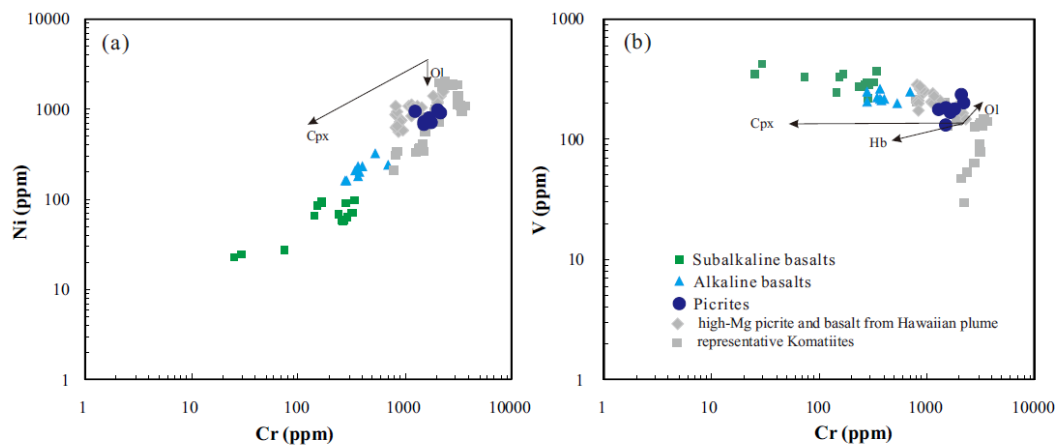 (a)
10000
1000
100
10
1
Ni (ppm)
Ol
Cpx
1 10 100 1000 10000
Cr (ppm)
(b)
1000
100
10
1
V (ppm)
Ol
Cpx
Hb
Subalkaline basalts
Alkaline basalts
Picrites
high-Mg picrite and basalt from Hawaiian plume
representative Komatiites
1 10 100 1000 10000
Cr (ppm)